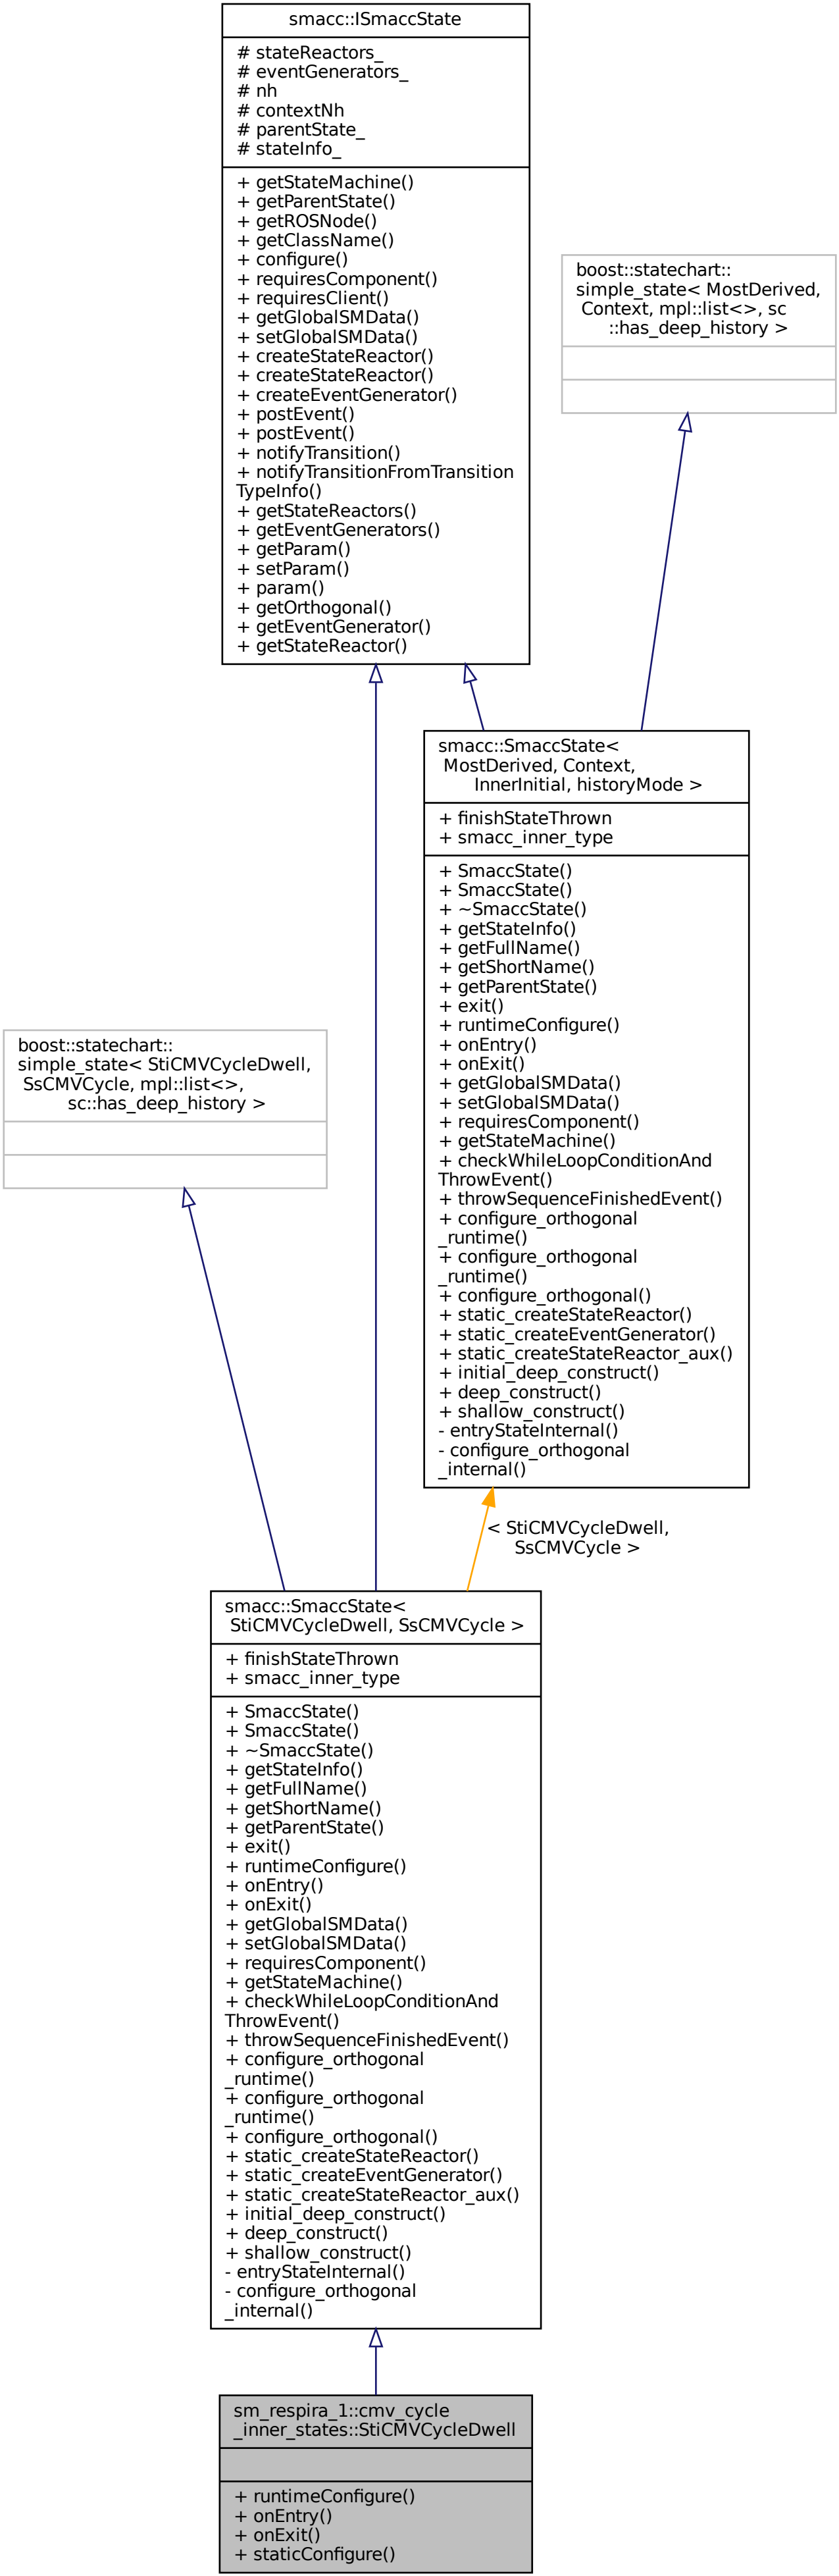 smacc::ISmaccState
# stateReactors_
# eventGenerators_
# nh
# contextNh
# parentState_
# stateInfo_
+ getStateMachine()
+ getParentState()
+ getROSNode()
+ getClassName()
+ configure()
+ requiresComponent()
+ requiresClient()
+ getGlobalSMData()
+ setGlobalSMData()
+ createStateReactor()
+ createStateReactor()
+ createEventGenerator()
+ postEvent()
+ postEvent()
+ notifyTransition()
+ notifyTransitionFromTransition
TypeInfo()
+ getStateReactors()
+ getEventGenerators()
+ getParam()
+ setParam()
+ param()
+ getOrthogonal()
+ getEventGenerator()
+ getStateReactor()
boost::statechart::
simple_state< MostDerived,
Context, mpl::list<>, sc
::has_deep_history >
smacc::SmaccState<
MostDerived, Context,
InnerInitial, historyMode >
+ finishStateThrown
+ smacc_inner_type
+ SmaccState()
+ SmaccState()
+ ~SmaccState()
+ getStateInfo()
+ getFullName()
+ getShortName()
+ getParentState()
+ exit()
+ runtimeConfigure()
+ onEntry()
+ onExit()
+ getGlobalSMData()
+ setGlobalSMData()
+ requiresComponent()
+ getStateMachine()
+ checkWhileLoopConditionAnd
ThrowEvent()
+ throwSequenceFinishedEvent()
+ configure_orthogonal
_runtime()
+ configure_orthogonal
_runtime()
+ configure_orthogonal()
+ static_createStateReactor()
+ static_createEventGenerator()
+ static_createStateReactor_aux()
+ initial_deep_construct()
+ deep_construct()
+ shallow_construct()
- entryStateInternal()
- configure_orthogonal
_internal()
boost::statechart::
simple_state< StiCMVCycleDwell,
SsCMVCycle, mpl::list<>,
sc::has_deep_history >
< StiCMVCycleDwell,
SsCMVCycle >
smacc::SmaccState<
StiCMVCycleDwell, SsCMVCycle >
+ finishStateThrown
+ smacc_inner_type
+ SmaccState()
+ SmaccState()
+ ~SmaccState()
+ getStateInfo()
+ getFullName()
+ getShortName()
+ getParentState()
+ exit()
+ runtimeConfigure()
+ onEntry()
+ onExit()
+ getGlobalSMData()
+ setGlobalSMData()
+ requiresComponent()
+ getStateMachine()
+ checkWhileLoopConditionAnd
ThrowEvent()
+ throwSequenceFinishedEvent()
+ configure_orthogonal
_runtime()
+ configure_orthogonal
_runtime()
+ configure_orthogonal()
+ static_createStateReactor()
+ static_createEventGenerator()
+ static_createStateReactor_aux()
+ initial_deep_construct()
+ deep_construct()
+ shallow_construct()
- entryStateInternal()
- configure_orthogonal
_internal()
sm_respira_1::cmv_cycle
_inner_states::StiCMVCycleDwell
+ runtimeConfigure()
+ onEntry()
+ onExit()
+ staticConfigure()